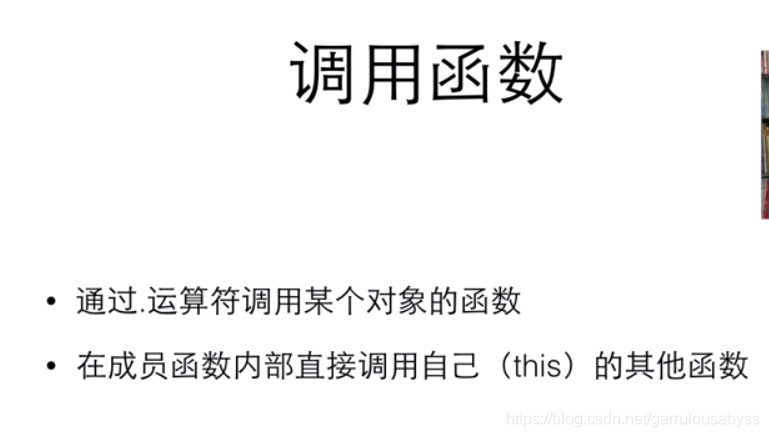 调用函数
• 通过.运算符调用某个对象的函数
• 在成员函数内部直接调用自己（this）的其他函数
https://blog.csdn.net/garrulousabyss